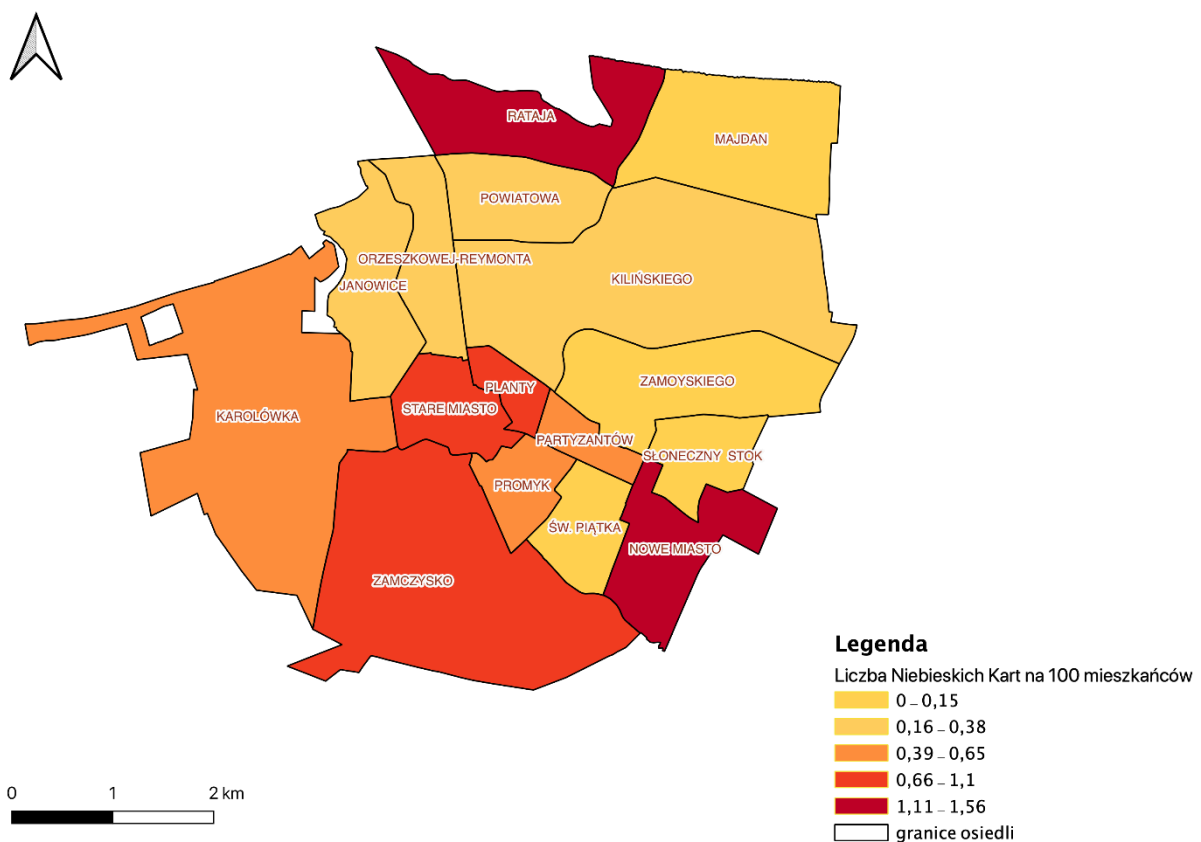 RATAJA
MAJDAN
POWIATOWA
ORZESZKOWEJ-REYMONTA
KILIŃSKIEGO
JANOWICE
ZAMOYSKIEGO
PLANTY
STARE MIASTO
KAROLÓWKA
PARTYZANTÓW
SŁONECZNY STOK
PROMYK
ŚW. PIĄTKA
NOWE MIASTO
ZAMCZYSKO
Legenda
Liczba Niebieskich Kart na 100 mieszkańców
0 – 0,15
0,16 – 0,38
0,39 – 0,65
0,66 – 1,1
1,11 – 1,56
granice osiedli
0 1 2 km